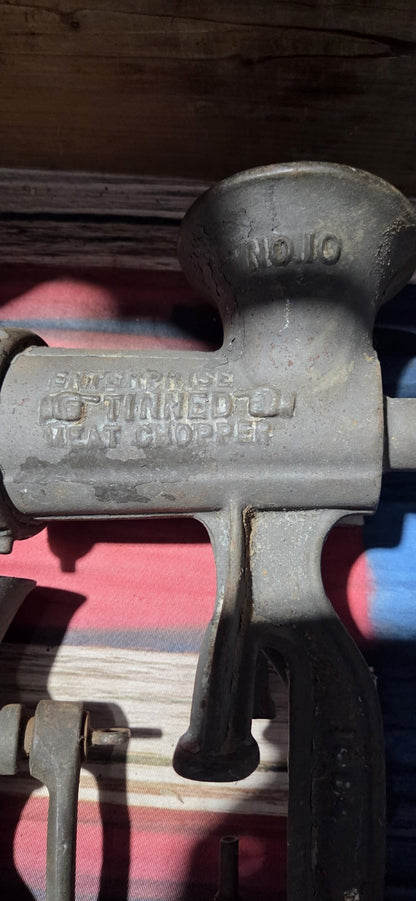 NO.10
ENTERPRISE
TINNED
MEAT CHOPPER